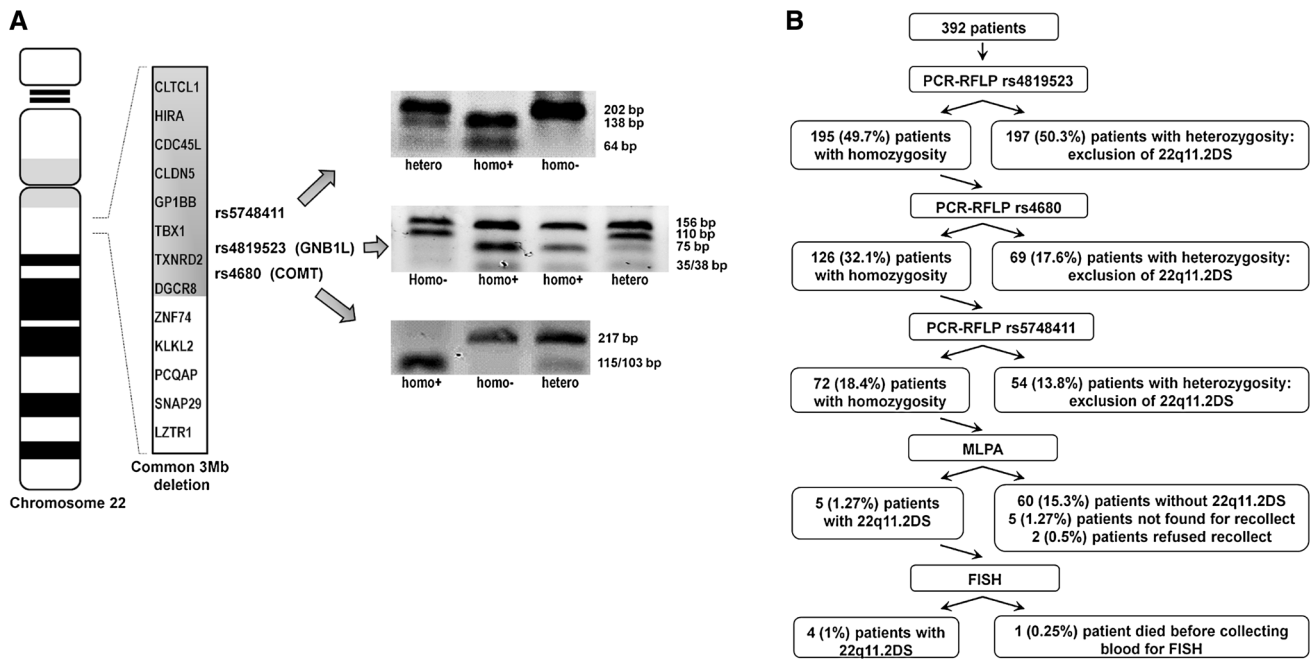 A
CLTCL1
HIRA
CDC45L
CLDN5
GP1BB
TBX1
TXNRD2
DGCR8
ZNF74
KLKL2
PCQAP
SNAP29
LZTR1
Common 3Mb
deletion
Chromosome 22
rs5748411
rs4819523 (GNB1L)
rs4680 (COMT)
202 bp
138 bp
64 bp
hetero homo+ homo-
156 bp
110 bp
75 bp
35/38 bp
Homo- homo+ homo+ hetero
217 bp
115/103 bp
homo+ homo- hetero
B
392 patients
PCR-RFLP rs4819523
195 (49.7%) patients
with homozygosity
197 (50.3%) patients with heterozygosity:
exclusion of 22q11.2DS
PCR-RFLP rs4680
126 (32.1%) patients
with homozygosity
69 (17.6%) patients with heterozygosity:
exclusion of 22q11.2DS
PCR-RFLP rs5748411
72 (18.4%) patients
with homozygosity
54 (13.8%) patients with heterozygosity:
exclusion of 22q11.2DS
MLPA
5 (1.27%) patients
with 22q11.2DS
60 (15.3%) patients without 22q11.2DS
5 (1.27%) patients not found for recollect
2 (0.5%) patients refused recollect
FISH
4 (1%) patients with
22q11.2DS
1 (0.25%) patient died before collecting
blood for FISH